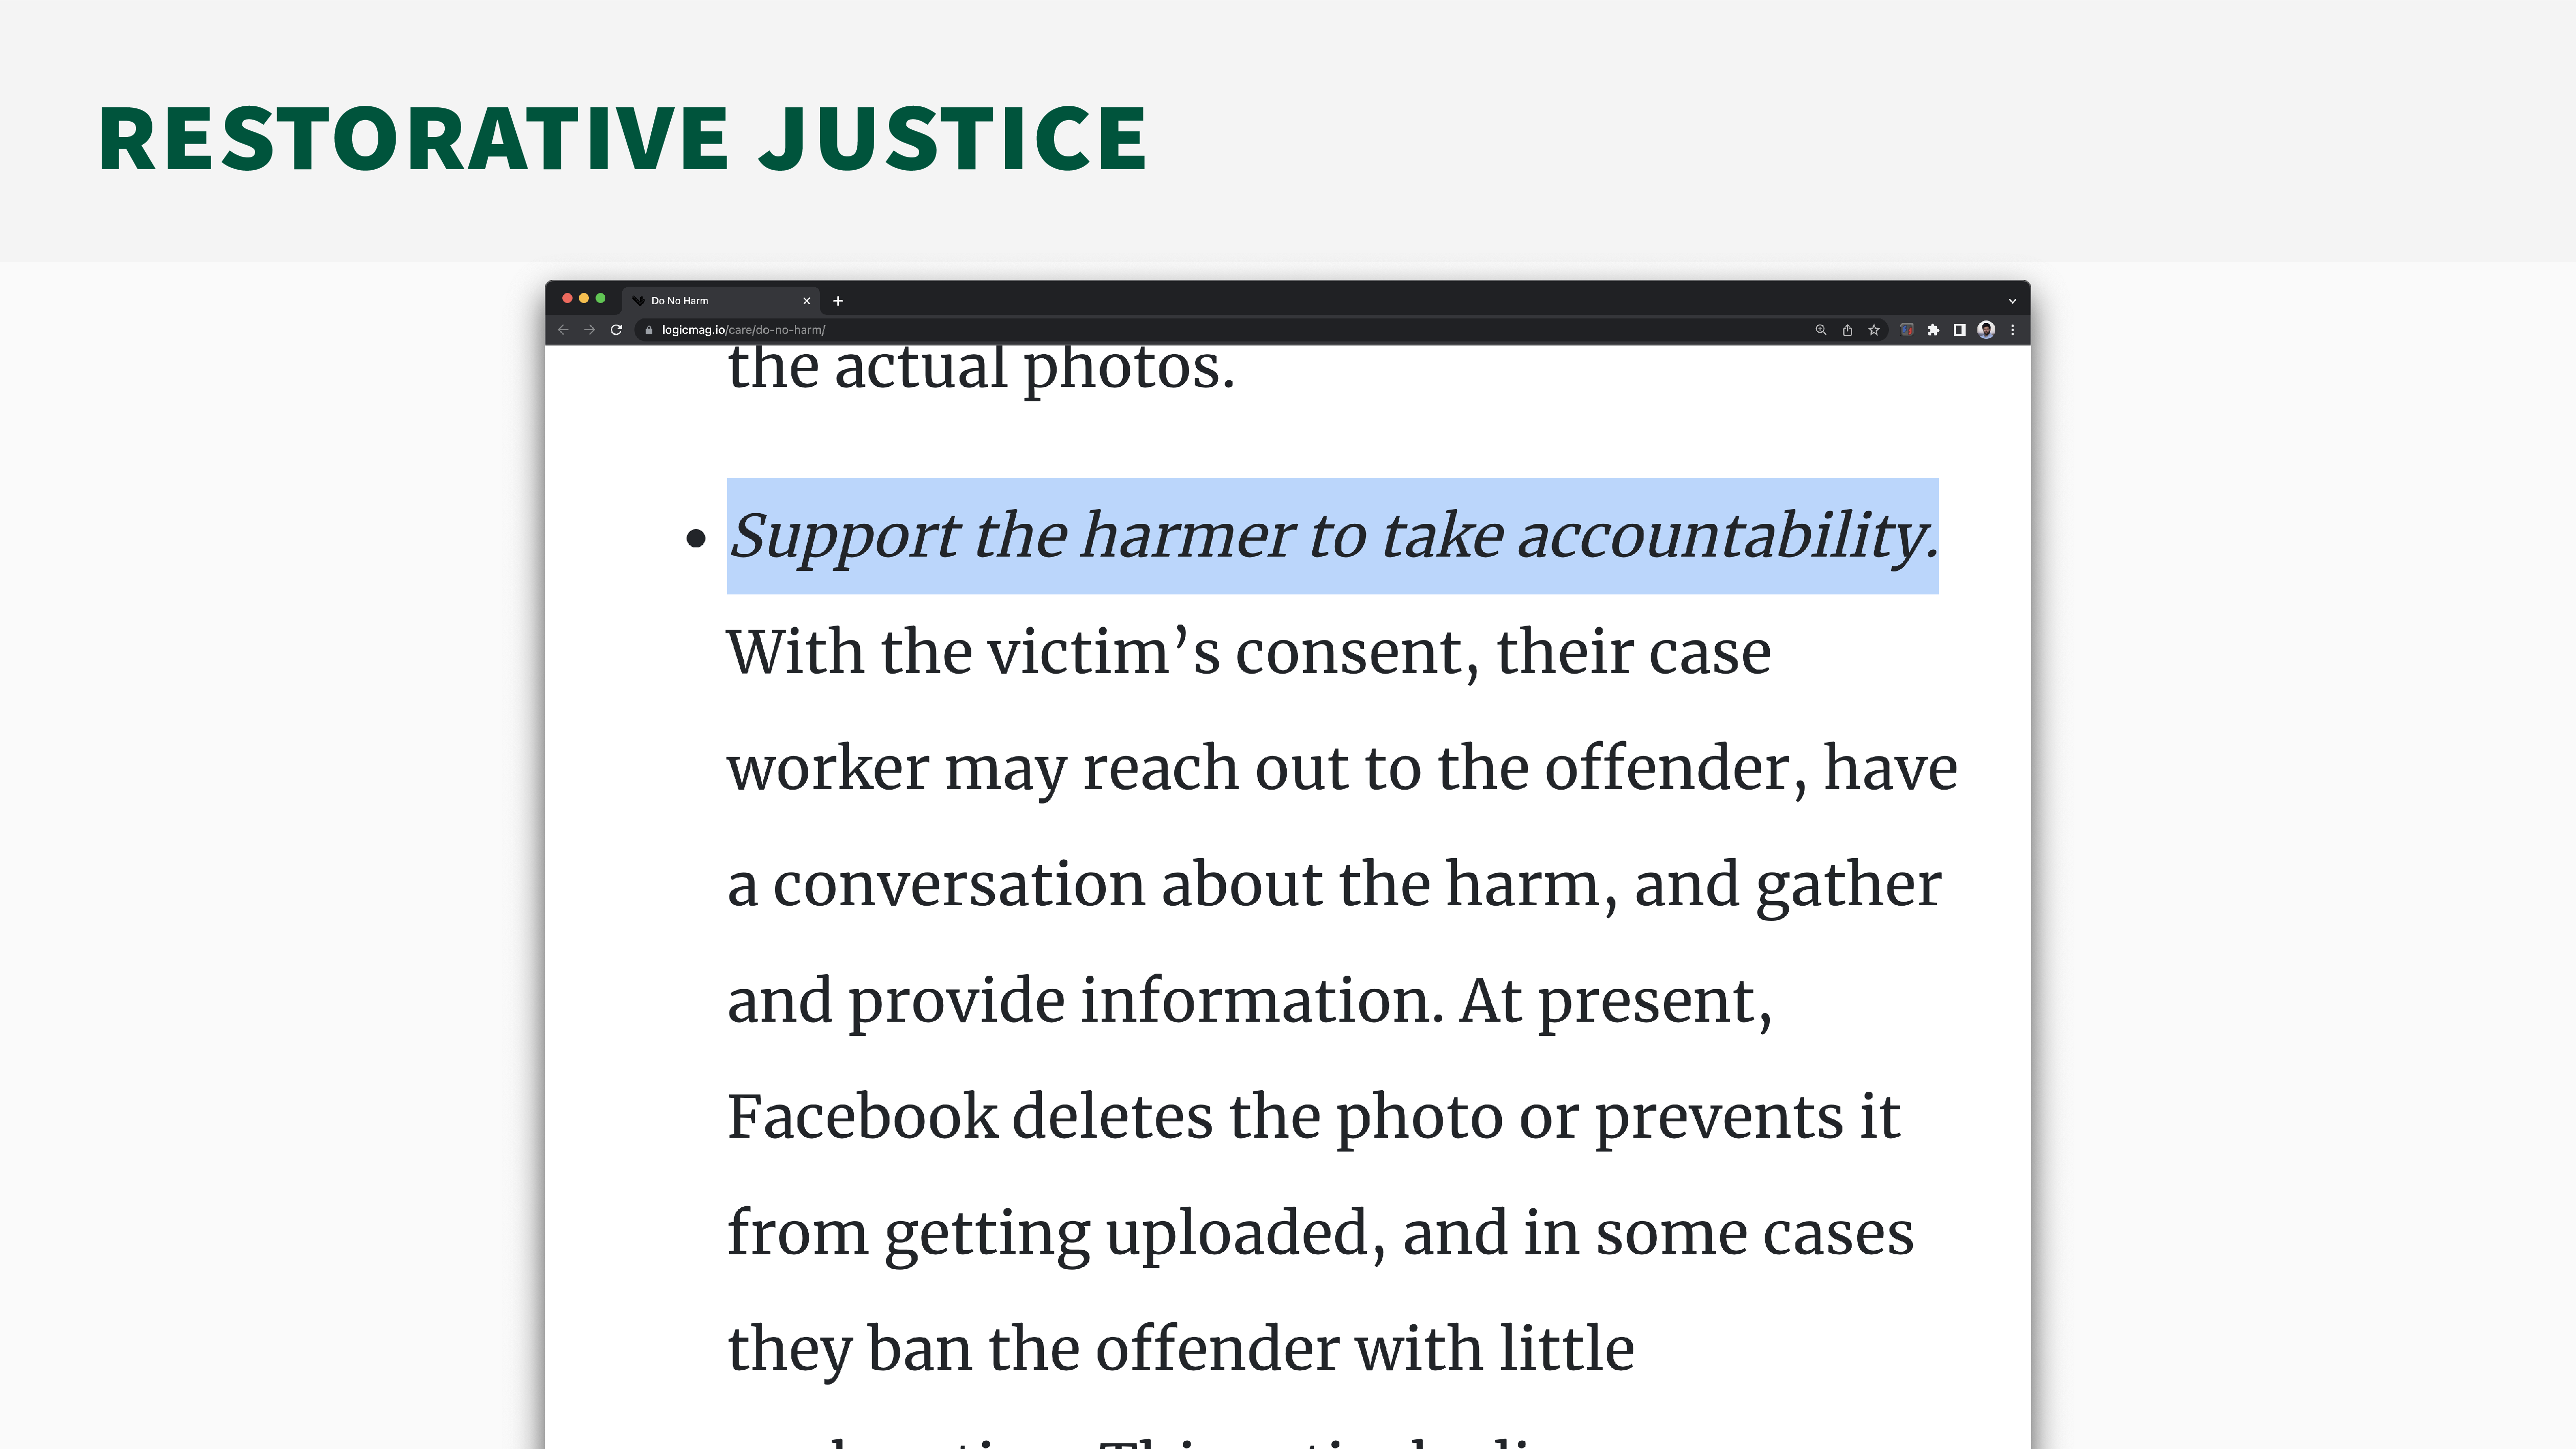 RESTORATIVE JUSTICE
Do No Harm
logicmag.io/care/do-no-harm/
the actual photos.
• Support the harmer to take accountability.
With the victim’s consent, their case
worker may reach out to the offender, have
a conversation about the harm, and gather
and provide information. At present,
Facebook deletes the photo or prevents it
from getting uploaded, and in some cases
they ban the offender with little